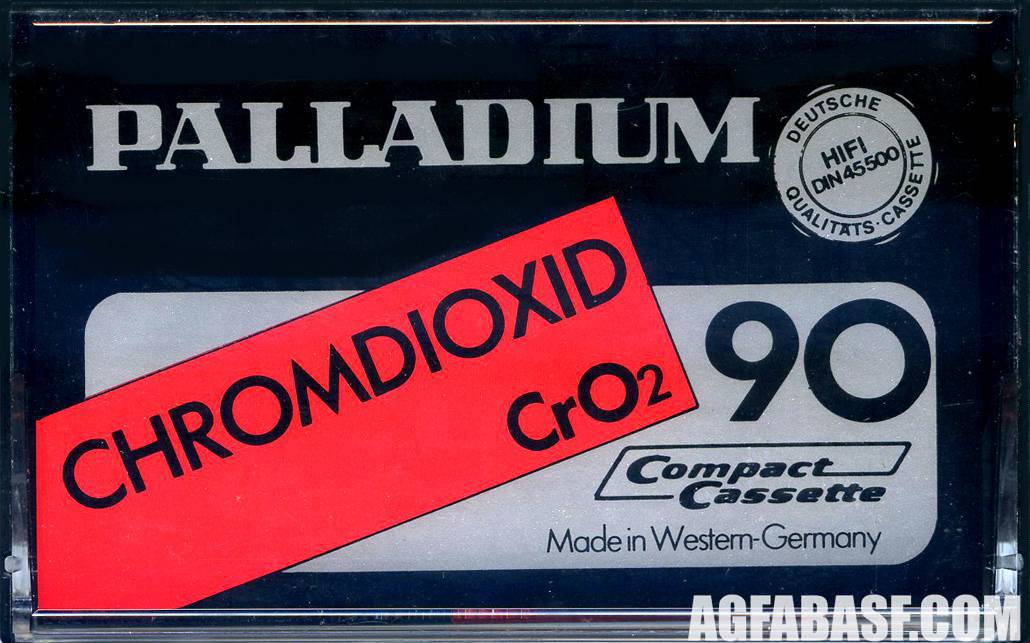 PALLADIUM
DEUTSCHE
HIFI
DIN 45500
QUALITÄTS·CASSETTE
CHROMDIOXID
CrO2
90
Compact
Cassette
Made in Western-Germany
AGFABASF.COM